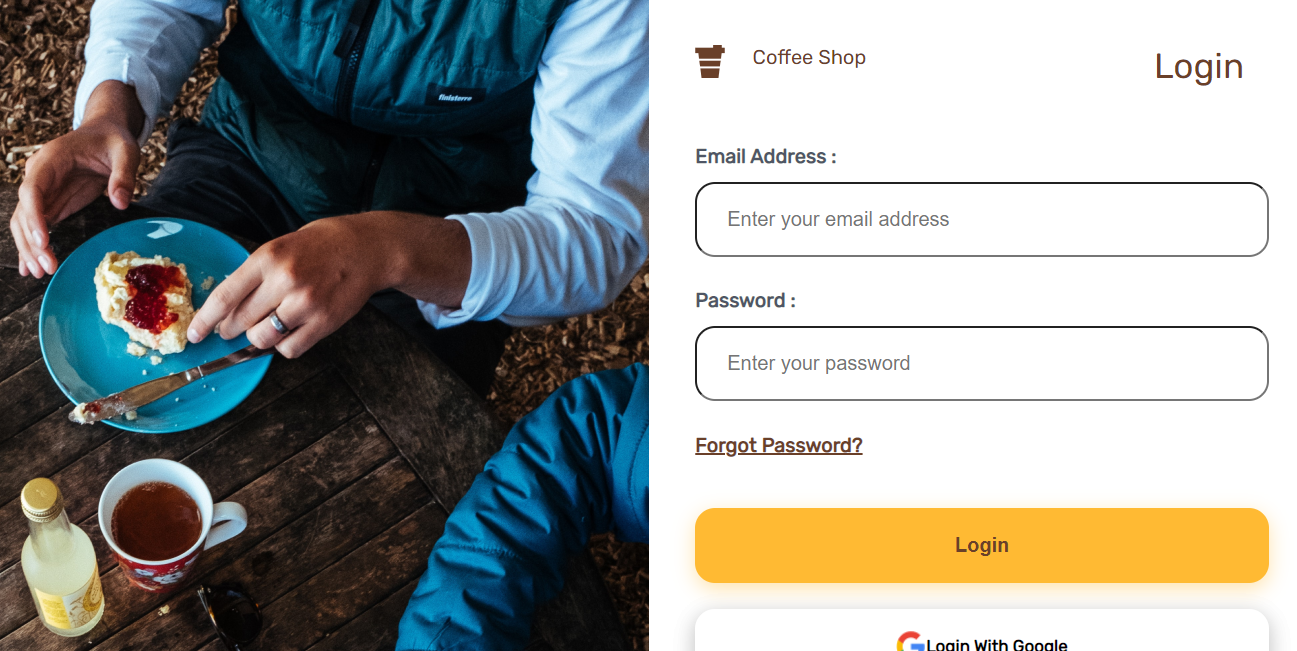 finisterre
Coffee Shop
Login
Email Address :
Enter your email address
Password :
Enter your password
Forgot Password?
Login
Login With Google